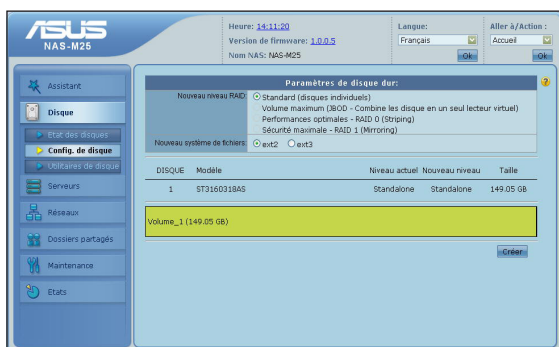 ASUS
NAS-M25
Heure: 14:11:20
Version de firmware: 1.0.0.5
Nom NAS: NAS-M25
Langue:
Français
Ok
Aller à/Action :
Accueil
Ok
Assistant
Disque
Etat des disques
Config. de disque
Utilitaires de disque
Serveurs
Réseaux
Dossiers partagés
Maintenance
Etats
Paramètres de disque dur:
?
Nouveau niveau RAID: Standard (disques individuels)
Volume maximum (JBOD - Combine les disque en un seul lecteur virtuel)
Performances optimales - RAID 0 (Striping)
Sécurité maximale - RAID 1 (Mirroring)
Nouveau système de fichiers: ext2 ext3
DISQUE Modèle Niveau actuel Nouveau niveau Taille
1 ST3160318AS Standalone Standalone 149.05 GB
Volume_1 (149.05 GB)
Créer